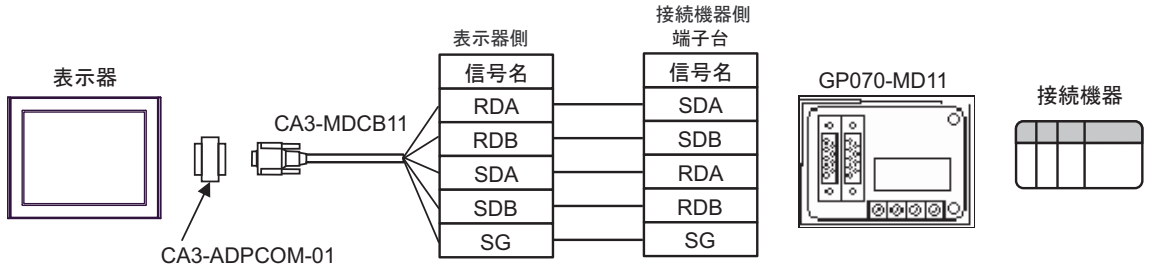 表示器
CA3-ADPCOM-01
CA3-MDCB11
表示器側
信号名
RDA
RDB
SDA
SDB
SG
接続機器側
端子台
信号名
SDA
SDB
RDA
RDB
SG
GP070-MD11
接続機器